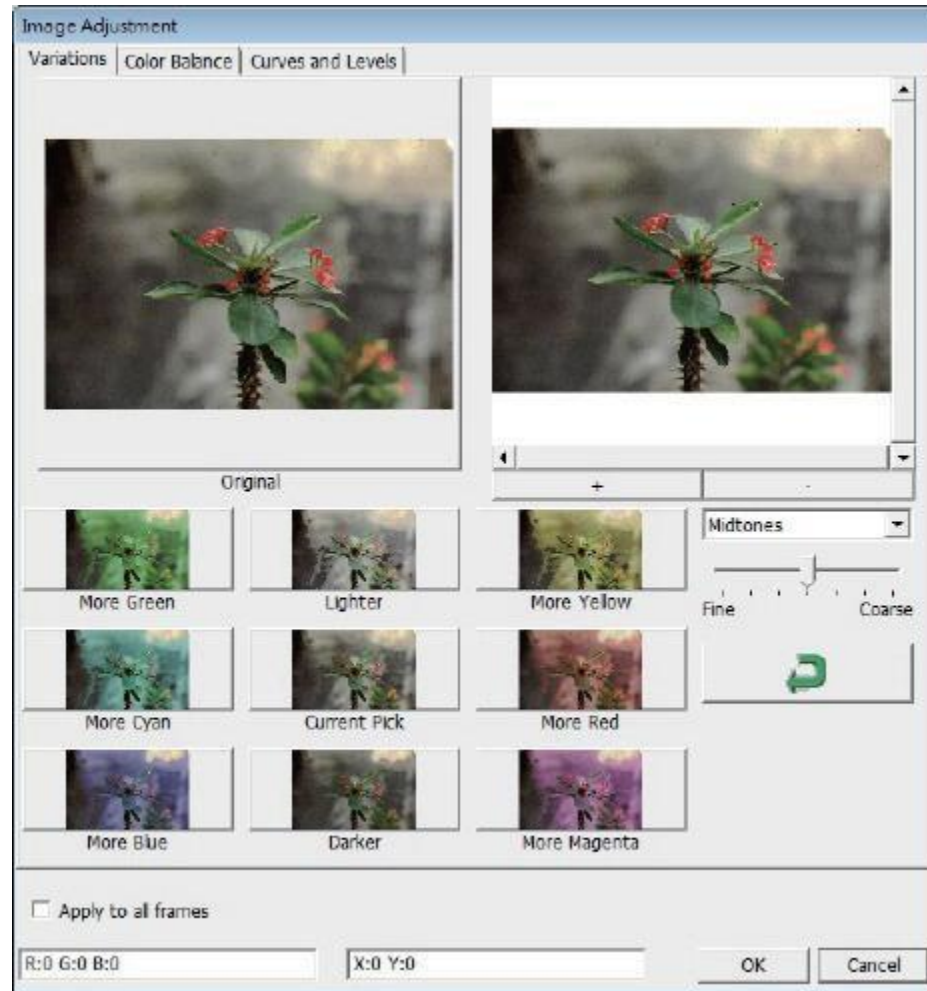 Image Adjustment
Variations Color Balance Curves and Levels
Original
+ -
Midtones
Fine Coarse
More Green Lighter More Yellow
More Cyan Current Pick More Red
More Blue Darker More Magenta
Apply to all frames
R:0 G:0 B:0 X:0 Y:0 OK Cancel